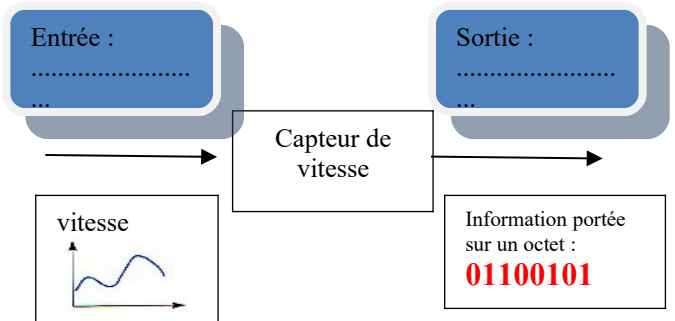 Entrée :
........................
...
Sortie :
........................
...
Capteur de
vitesse
vitesse
Information portée
sur un octet :
01100101